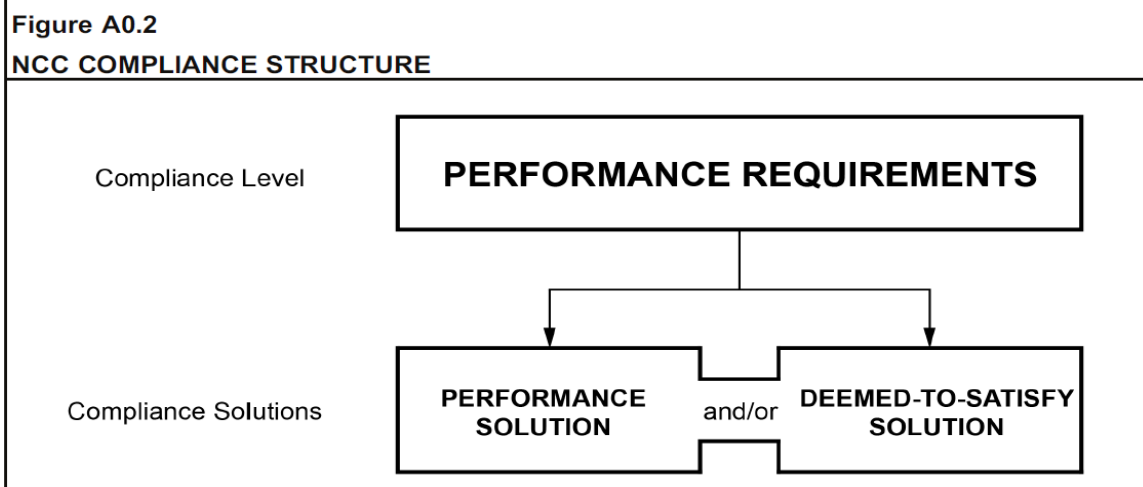 Figure A0.2
NCC COMPLIANCE STRUCTURE
Compliance Level
PERFORMANCE REQUIREMENTS
Compliance Solutions
PERFORMANCE
SOLUTION
and/or
DEEMED-TO-SATISFY
SOLUTION